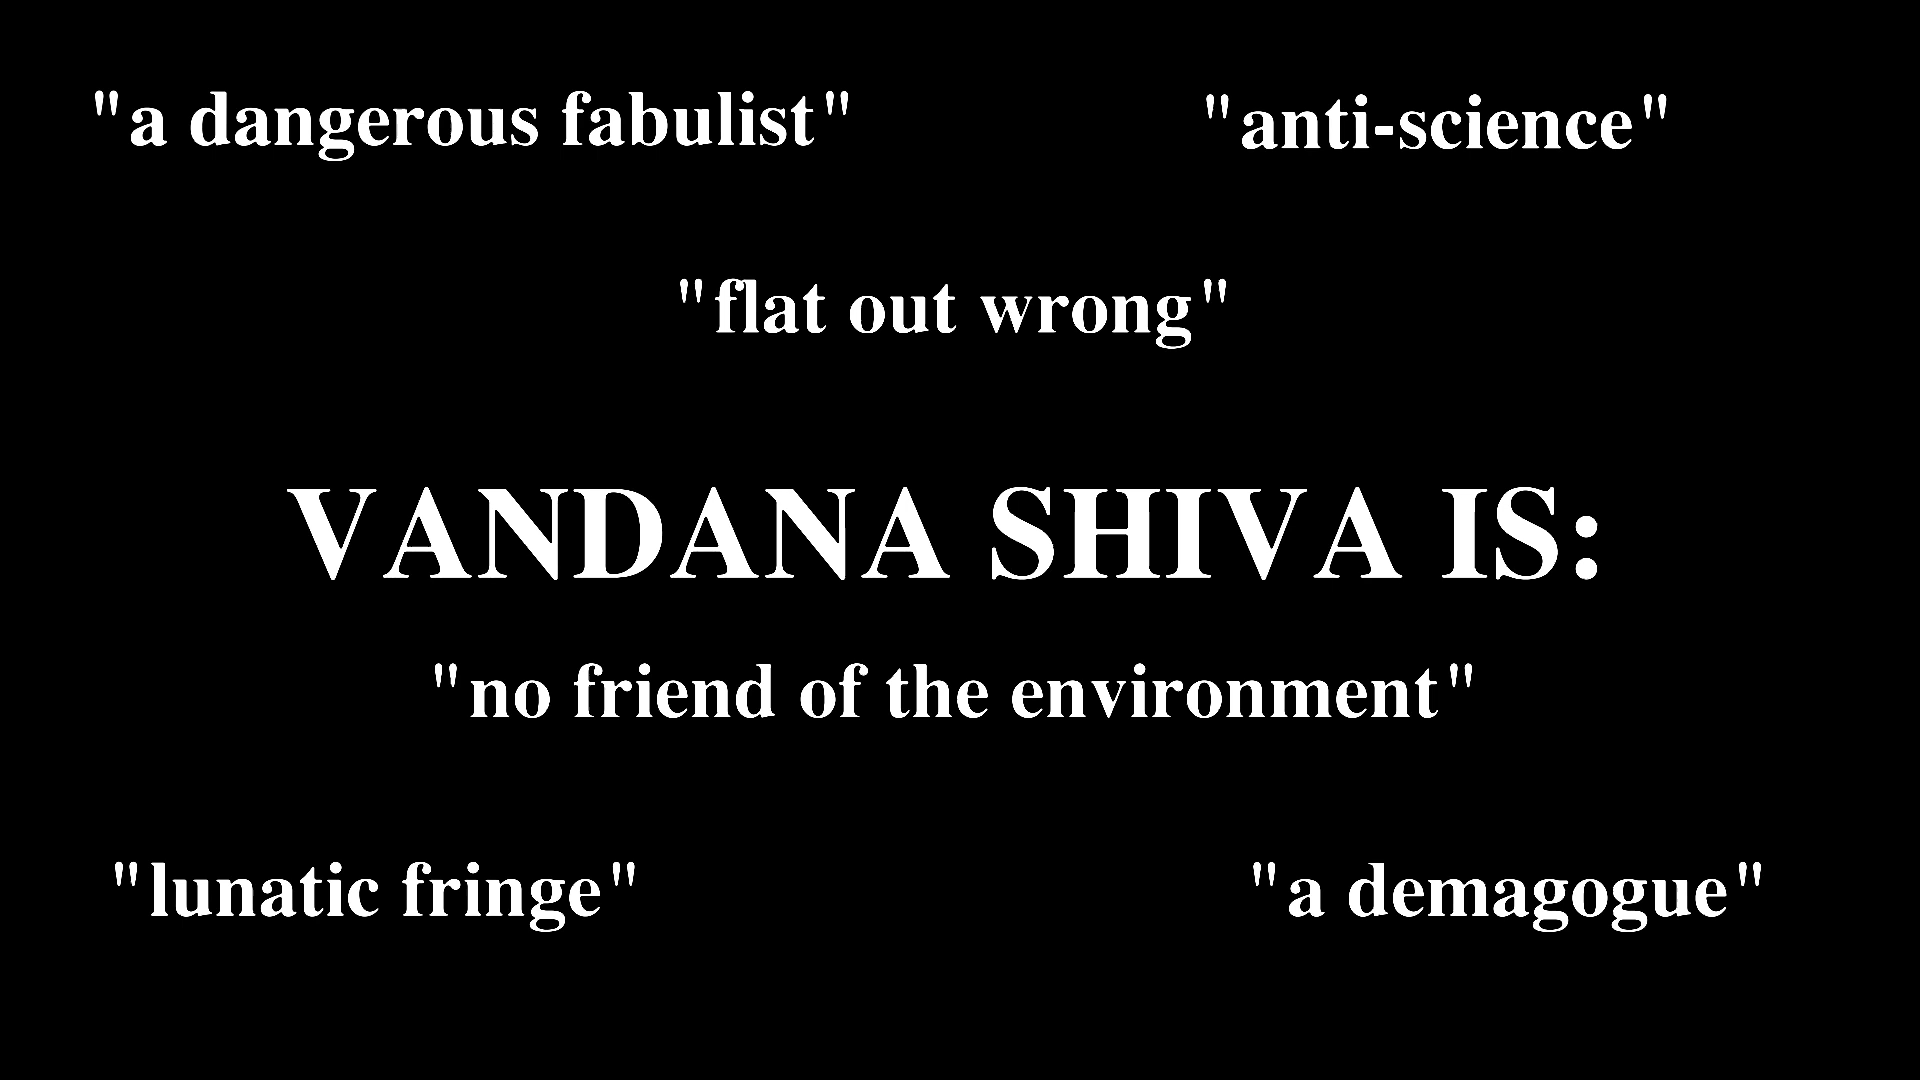 "a dangerous fabulist"
"anti-science"
"flat out wrong"
VANDANA SHIVA IS:
"no friend of the environment"
"lunatic fringe"
"a demagogue"